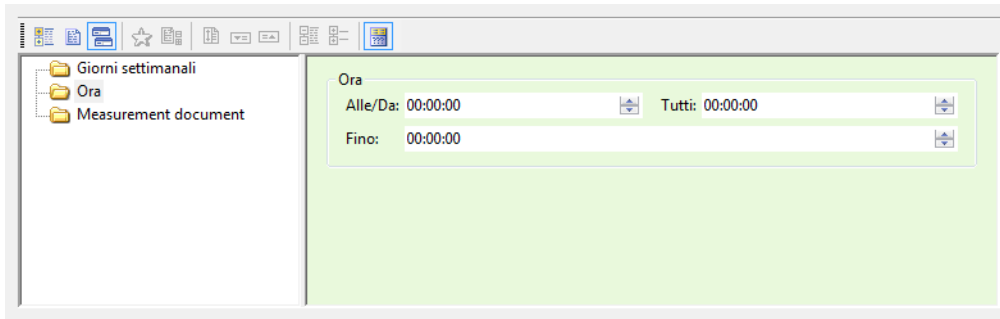 Giorni settimanali
Ora
Measurement document
Ora
Alle/Da: 00:00:00 Tutti: 00:00:00
Fino: 00:00:00